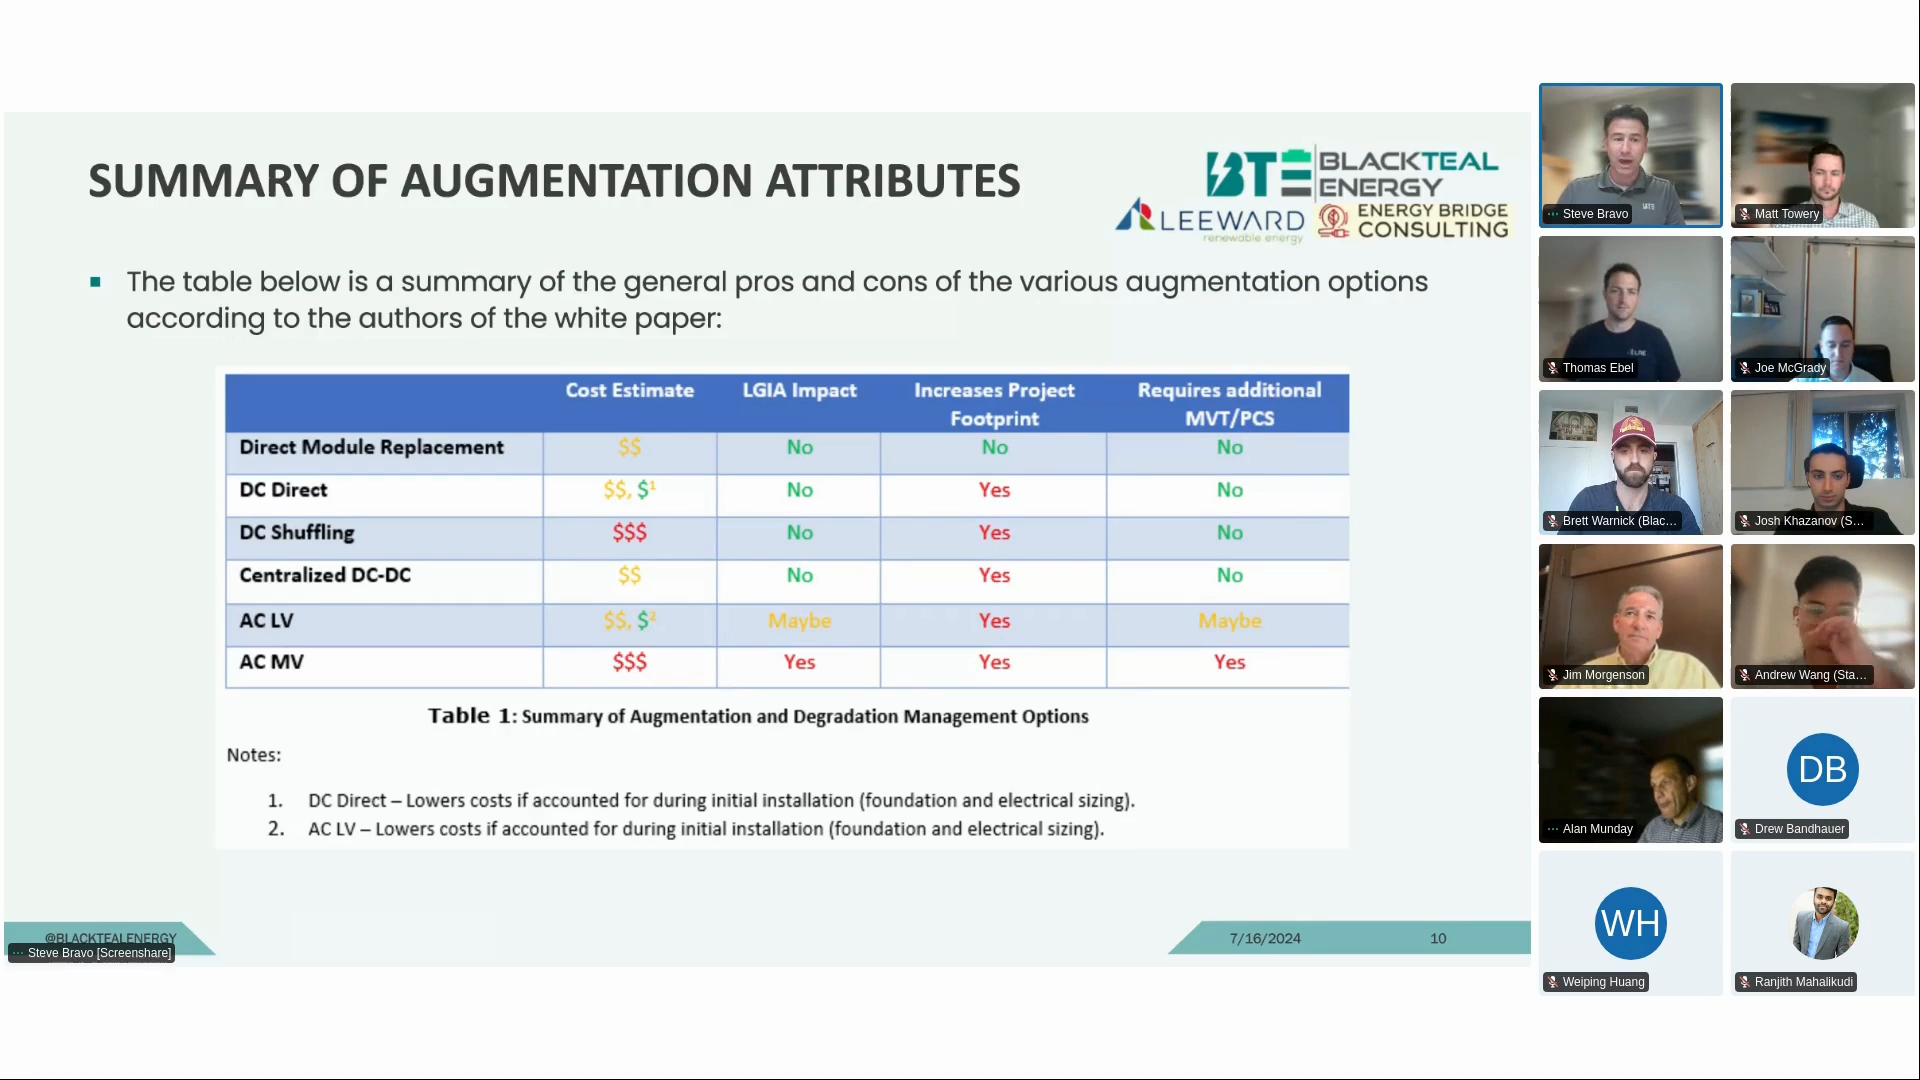 SUMMARY OF AUGMENTATION ATTRIBUTES
BTE BLACKTEAL ENERGY
LEEWARD renewable energy
ENERGY BRIDGE CONSULTING
The table below is a summary of the general pros and cons of the various augmentation options
according to the authors of the white paper:
Cost Estimate LGIA Impact Increases Project Footprint Requires additional MVT/PCS
Direct Module Replacement $$ No No No
DC Direct $$, $¹ No Yes No
DC Shuffling $$$ No Yes No
Centralized DC-DC $$ No Yes No
AC LV $$, $² Maybe Yes Maybe
AC MV $$$ Yes Yes Yes
Table 1: Summary of Augmentation and Degradation Management Options
Notes:
1. DC Direct – Lowers costs if accounted for during initial installation (foundation and electrical sizing).
2. AC LV – Lowers costs if accounted for during initial installation (foundation and electrical sizing).
@BLACKTEALENERGY
Steve Bravo [Screenshare]
7/16/2024
10
Steve Bravo
Matt Towery
Thomas Ebel
Joe McGrady
Brett Warnick (Blac...
Josh Khazanov (S...
Jim Morgenson
Andrew Wang (Sta...
Alan Munday
DB
Drew Bandhauer
WH
Weiping Huang
Ranjith Mahalikudi